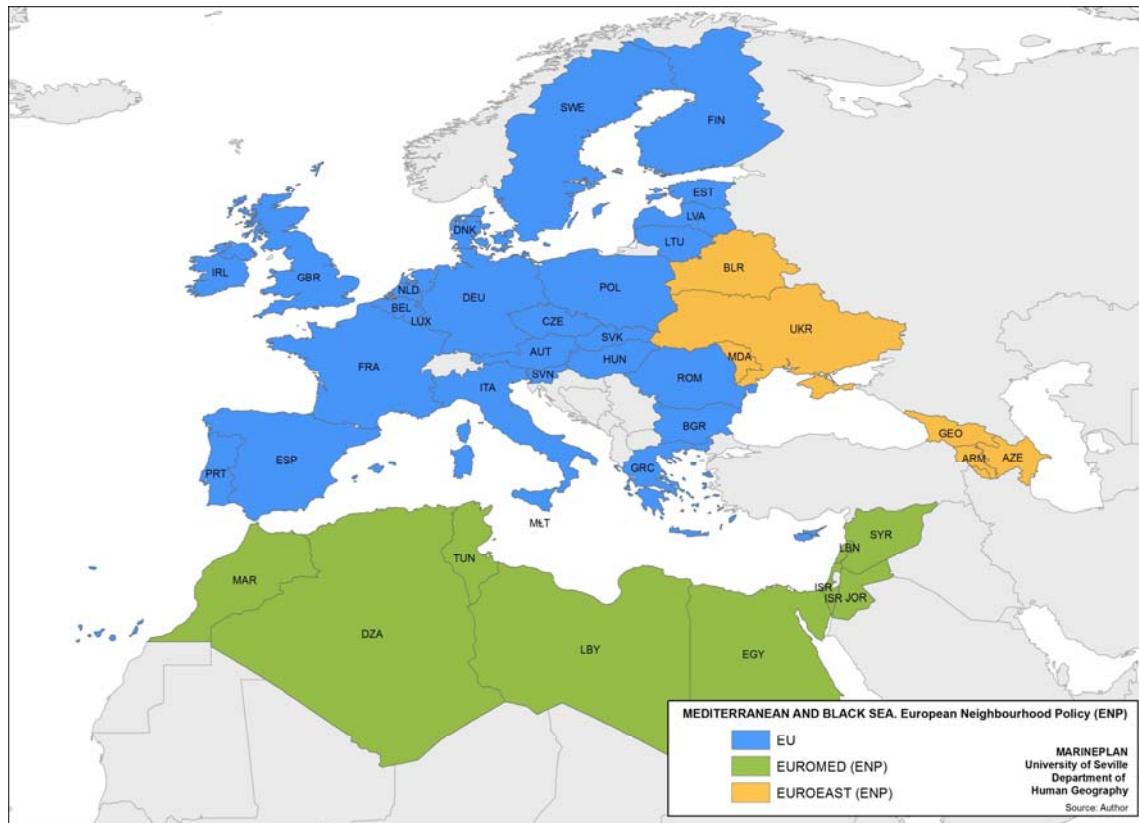 SWE
FIN
EST
LVA
DNK
LTU
IRL
GBR
BLR
NLD
DEU
POL
BEL
LUX
CZE
UKR
SVK
AUT
HUN
MDA
FRA
SVN
ROM
ITA
BGR
GEO
PRT
ESP
GRC
ARM
AZE
MLT
SYR
LBN
TUN
MAR
ISR
ISR
JOR
DZA
LBY
EGY
MEDITERRANEAN AND BLACK SEA. European Neighbourhood Policy (ENP)
EU
EUROMED (ENP)
EUROEAST (ENP)
MARINEPLAN
University of Seville
Department of
Human Geography
Source: Author